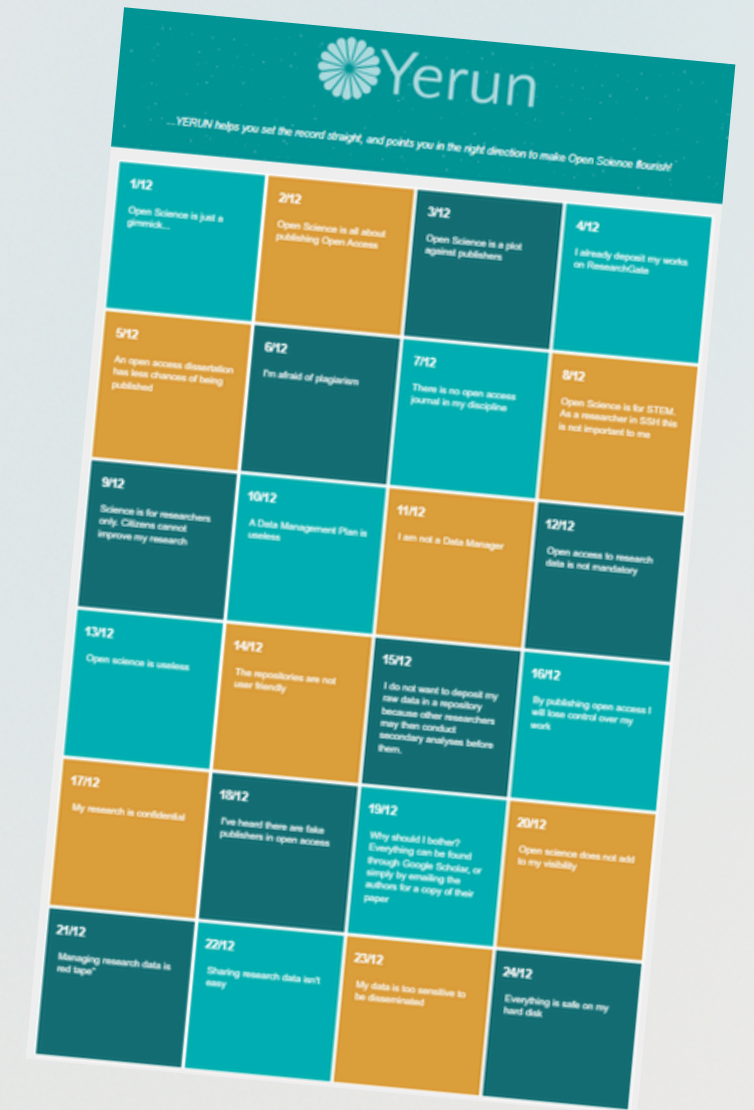 Yerun
...YERUN helps you set the record straight, and points you in the right direction to make Open Science flourish!
1/12
Open Science is just a
gimmick...
2/12
Open Science is all about
publishing Open Access
3/12
Open Science is a plot
against publishers
4/12
I already deposit my works
on ResearchGate
5/12
An open access dissertation
has less chances of being
published
6/12
I'm afraid of plagiarism
7/12
There is no open access
journal in my discipline
8/12
Open Science is for STEM.
As a researcher in SSH this
is not important to me
9/12
Science is for researchers
only. Citizens cannot
improve my research
10/12
A Data Management Plan is
useless
11/12
I am not a Data Manager
12/12
Open access to research
data is not mandatory
13/12
Open science is useless
14/12
The repositories are not
user friendly
15/12
I do not want to deposit my
raw data in a repository
because other researchers
may then conduct
secondary analyses before
them.
16/12
By publishing open access I
will lose control over my
work
17/12
My research is confidential
18/12
I've heard there are fake
publishers in open access
19/12
Why should I bother?
Everything can be found
through Google Scholar, or
simply by emailing the
authors for a copy of their
paper
20/12
Open science does not add
to my visibility
21/12
Managing research data is
red tape"
22/12
Sharing research data isn't
easy
23/12
My data is too sensitive to
be disseminated
24/12
Everything is safe on my
hard disk